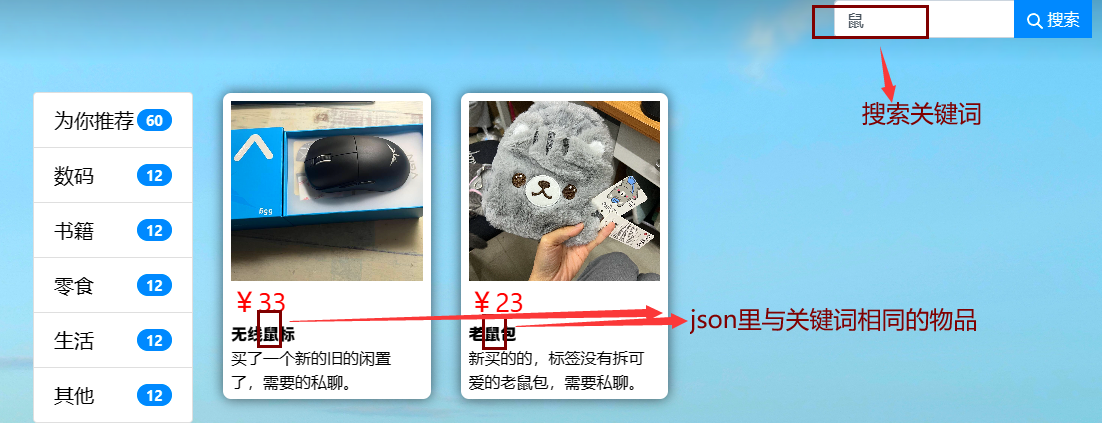 鼠
搜索
搜索关键词
为你推荐 60
数码 12
书籍 12
零食 12
生活 12
其他 12
￥33
无线鼠标
买了一个新的旧的闲置
了，需要的私聊。
￥23
老鼠包
新买的的，标签没有拆可
爱的老鼠包，需要私聊。
json里与关键词相同的物品